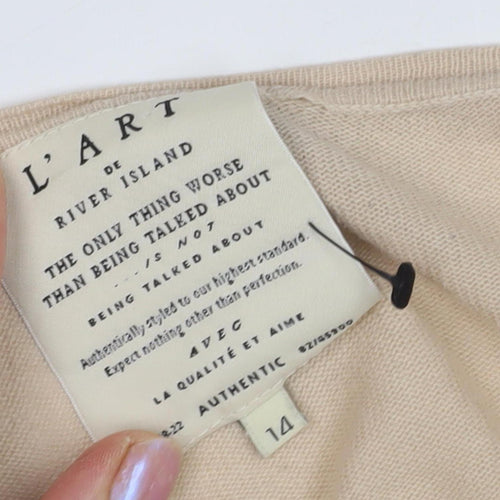 L'ART
DE
RIVER ISLAND
THE ONLY THING WORSE
THAN BEING TALKED ABOUT
...IS NOT
BEING TALKED ABOUT
Authentically styled to our highest standard.
Expect nothing other than perfection.
AVEC
LA QUALITÉ ET AIME
AUTHENTIC
14